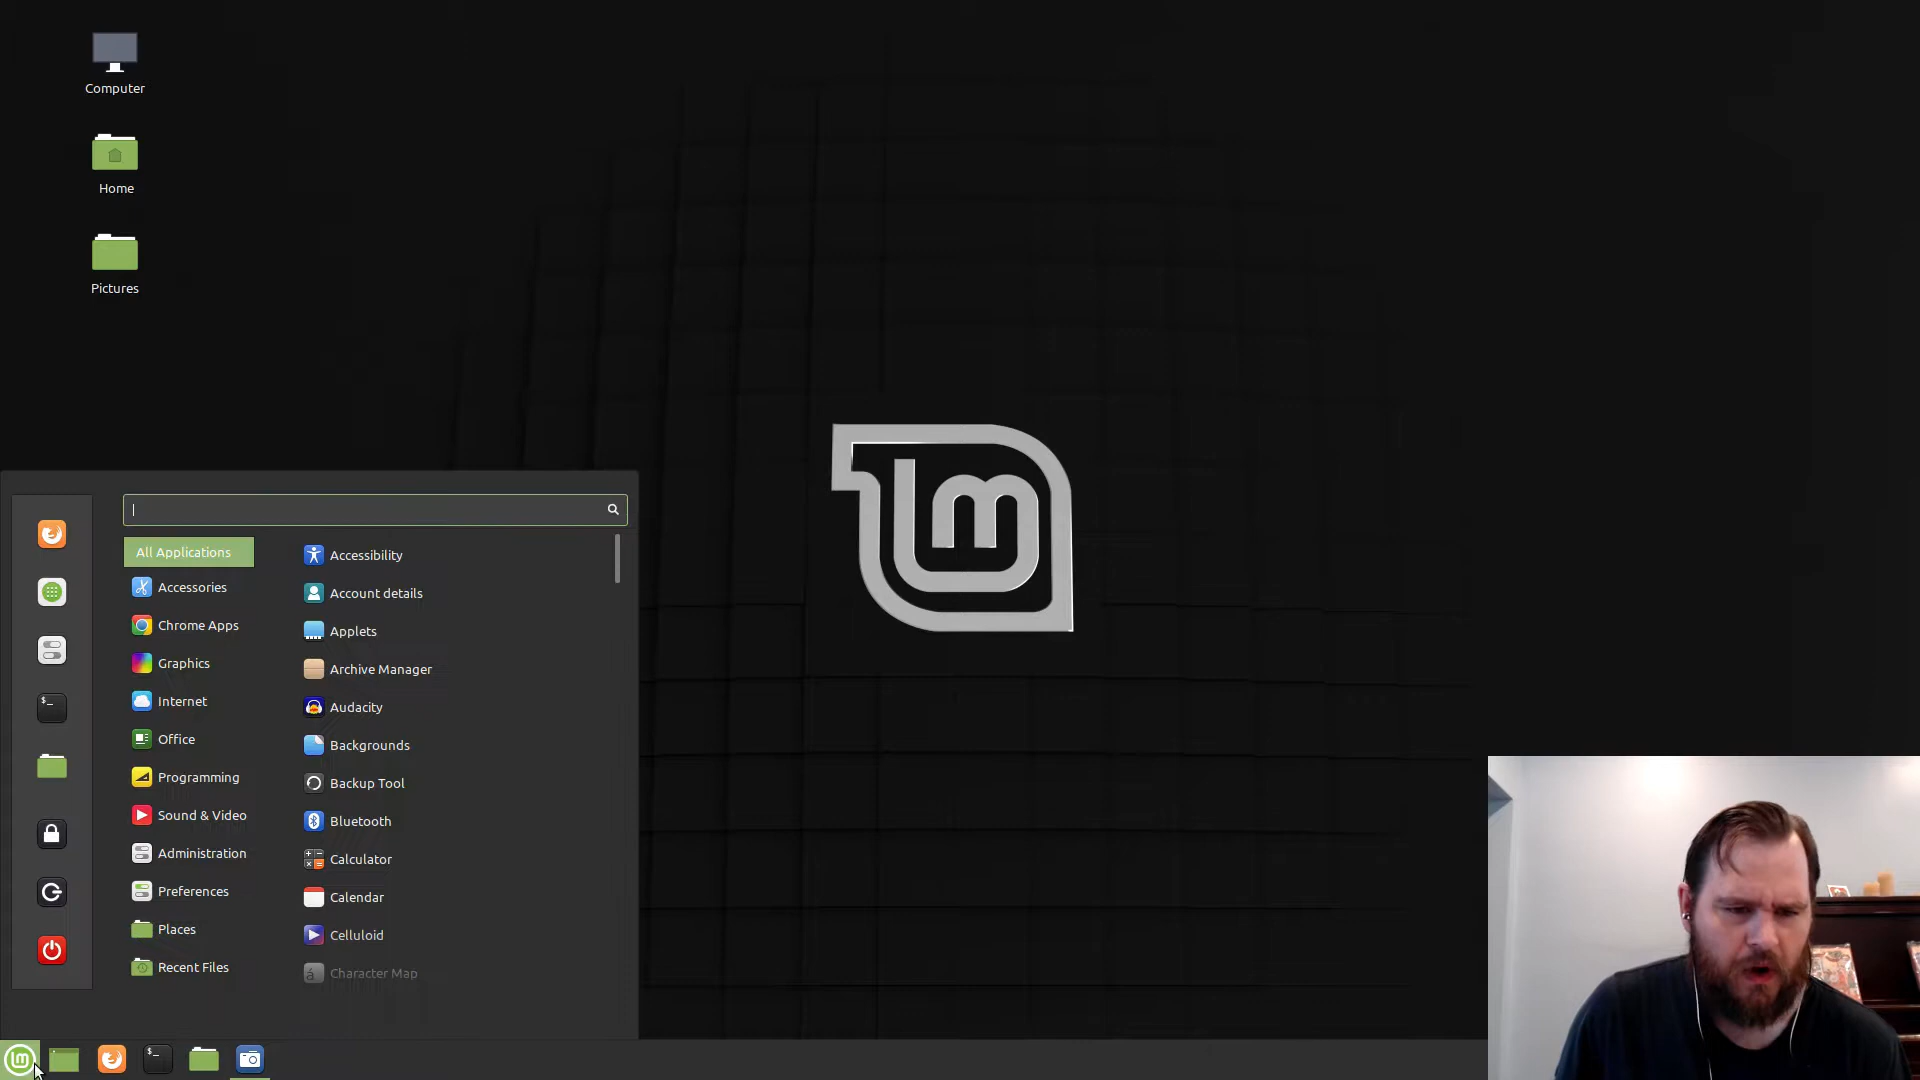 Computer
Home
Pictures
lm
All Applications
Accessories
Chrome Apps
Graphics
Internet
Office
Programming
Sound & Video
Administration
Preferences
Places
Recent Files
Accessibility
Account details
Applets
Archive Manager
Audacity
Backgrounds
Backup Tool
Bluetooth
Calculator
Calendar
Celluloid
Character Map